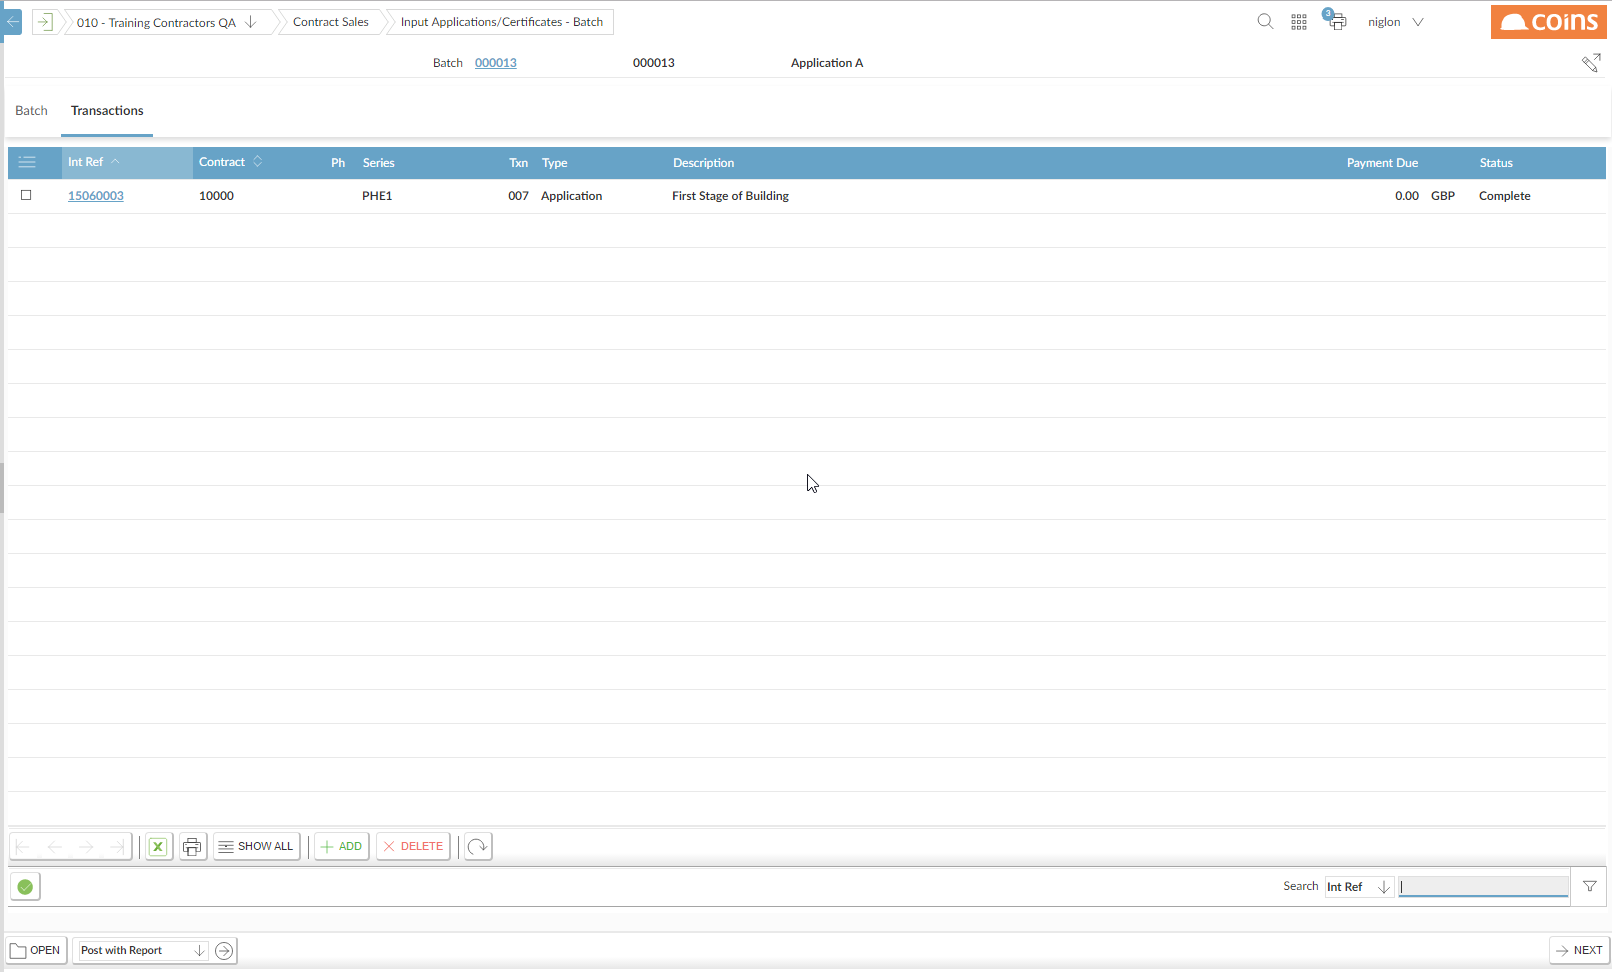 010 - Training Contractors QA Contract Sales Input Applications/Certificates - Batch 3 niglon coins
Batch 000013 000013 Application A
Batch Transactions
Int Ref Contract Ph Series Txn Type Description Payment Due Status
15060003 10000 PHE1 007 Application First Stage of Building 0.00 GBP Complete
SHOW ALL ADD DELETE
Search Int Ref
OPEN Post with Report NEXT